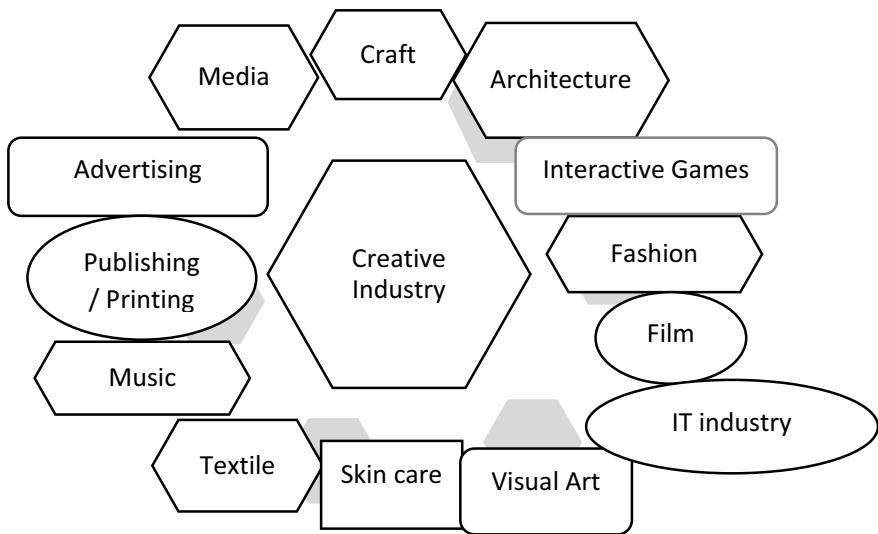 Craft
Media
Architecture
Advertising
Interactive Games
Creative
Industry
Fashion
Publishing
/ Printing
Film
Music
IT industry
Textile
Skin care
Visual Art